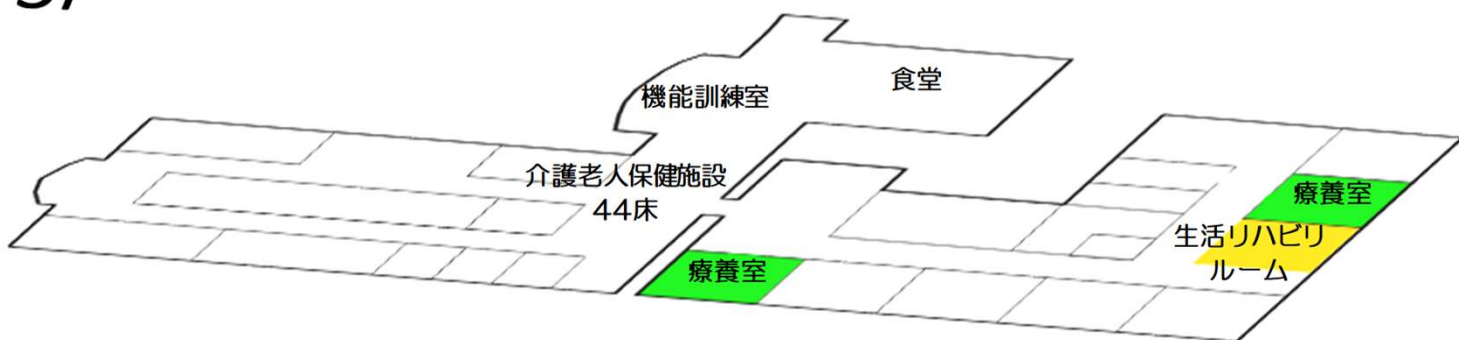 機能訓練室
食堂
介護老人保健施設
44床
療養室
生活リハビリ
ルーム
療養室